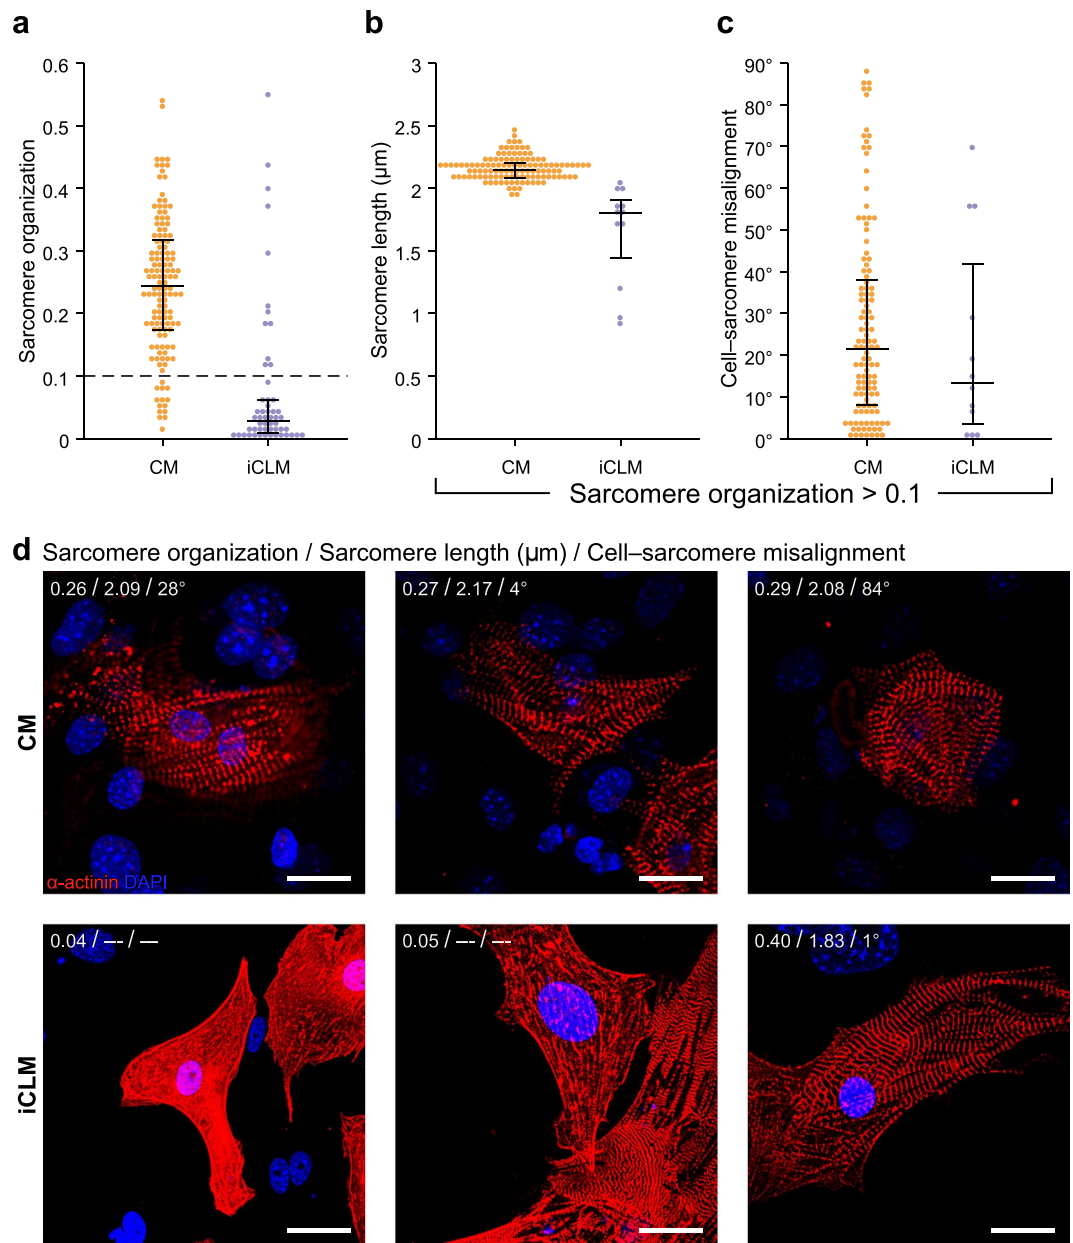 a
b
c
0.6
0.5
0.4
0.3
0.2
0.1
0
Sarcomere organization
CM
iCLM
3
2.5
2
1.5
1
0.5
0
Sarcomere length (µm)
CM
iCLM
90°
80°
70°
60°
50°
40°
30°
20°
10°
0°
Cell–sarcomere misalignment
CM
iCLM
Sarcomere organization > 0.1
d Sarcomere organization / Sarcomere length (µm) / Cell–sarcomere misalignment
CM
0.26 / 2.09 / 28°
0.27 / 2.17 / 4°
0.29 / 2.08 / 84°
α-actinin DAPI
iCLM
0.04 / -- / --
0.05 / -- / --
0.40 / 1.83 / 1°